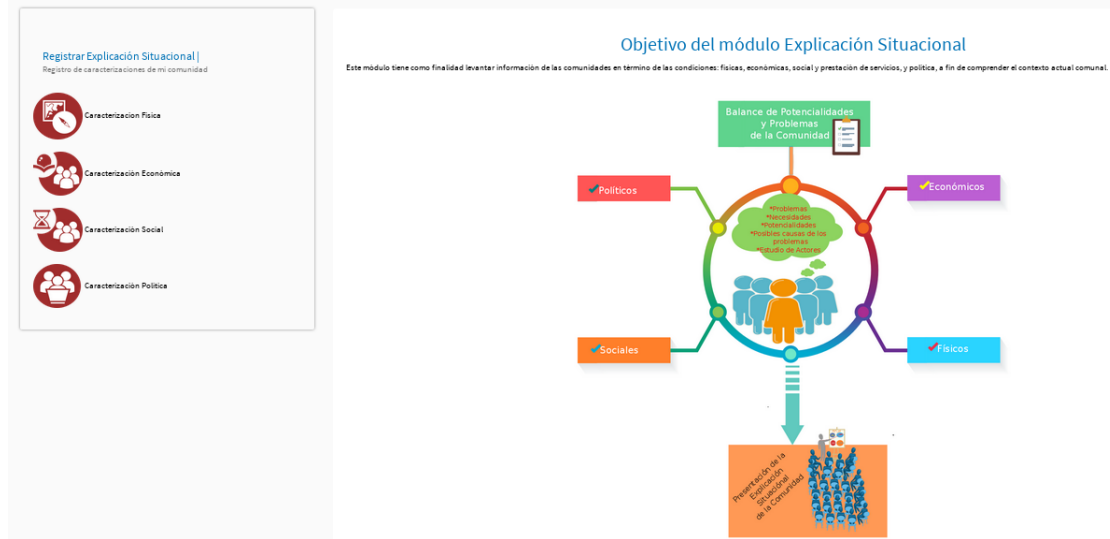 Registrar Explicación Situacional |
Registro de caracterizaciones de mi comunidad
Caracterizacion Fisica
Caracterización Económica
Caracterización Social
Caracterización Política
Objetivo del módulo Explicación Situacional
Este módulo tiene como finalidad levantar información de las comunidades en término de las condiciones: físicas, económicas, social y prestación de servicios, y política, a fin de comprender el contexto actual comunal.
Balance de Potencialidades
y Problemas
de la Comunidad
Políticos
Económicos
*Problemas
*Necesidades
*Potencialidades
*Posibles causas de los
problemas
*Estudio de Actores
Sociales
Físicos
Presentación de la
Explicación
Situaciónal
de la Comunidad